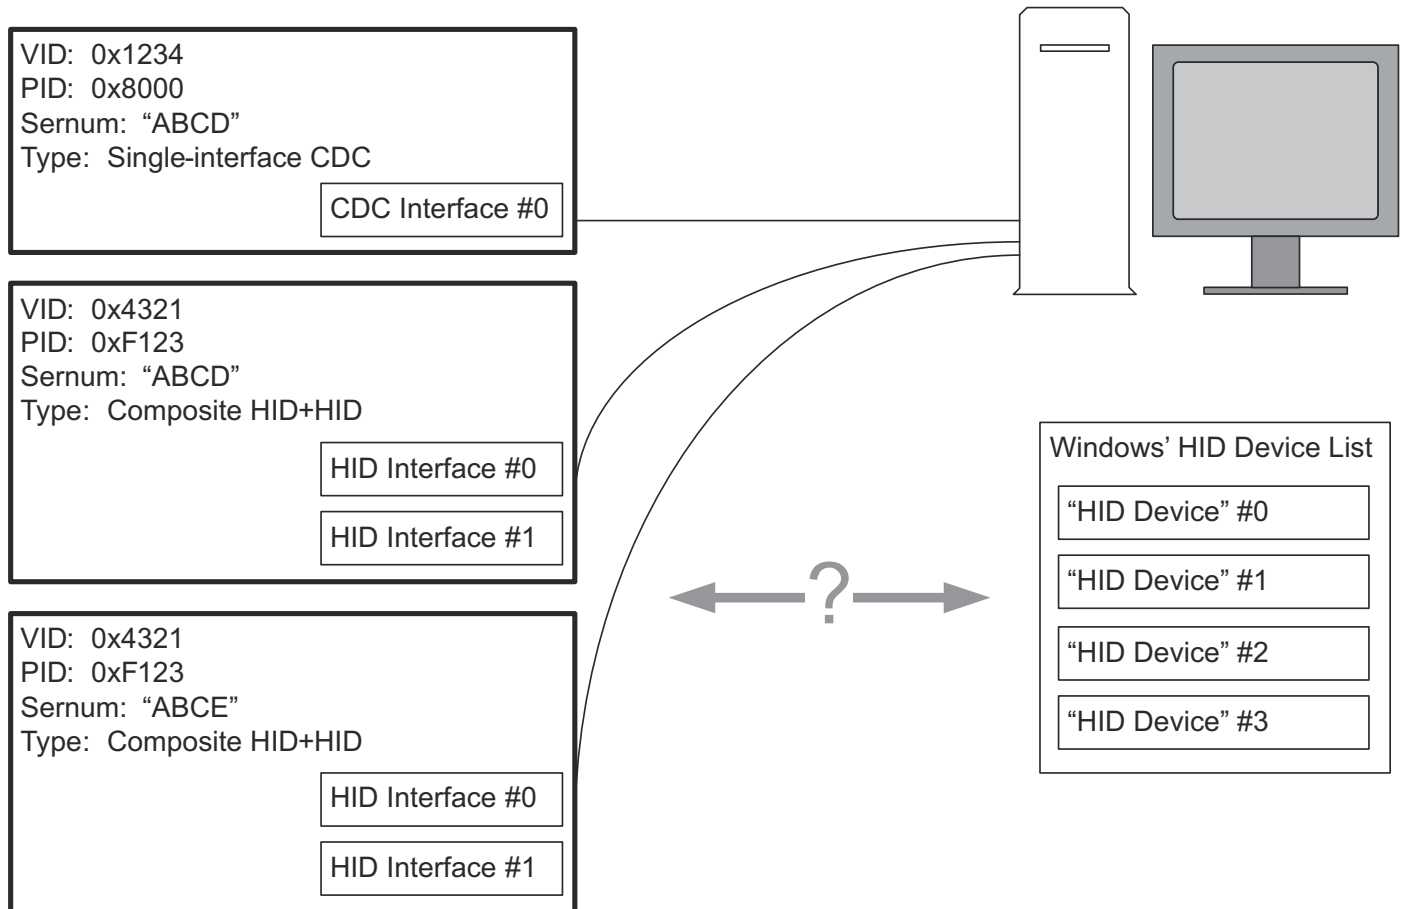 VID: 0x1234
PID: 0x8000
Sernum: “ABCD”
Type: Single-interface CDC
CDC Interface #0
VID: 0x4321
PID: 0xF123
Sernum: “ABCD”
Type: Composite HID+HID
HID Interface #0
HID Interface #1
VID: 0x4321
PID: 0xF123
Sernum: “ABCE”
Type: Composite HID+HID
HID Interface #0
HID Interface #1
?
Windows’ HID Device List
“HID Device” #0
“HID Device” #1
“HID Device” #2
“HID Device” #3